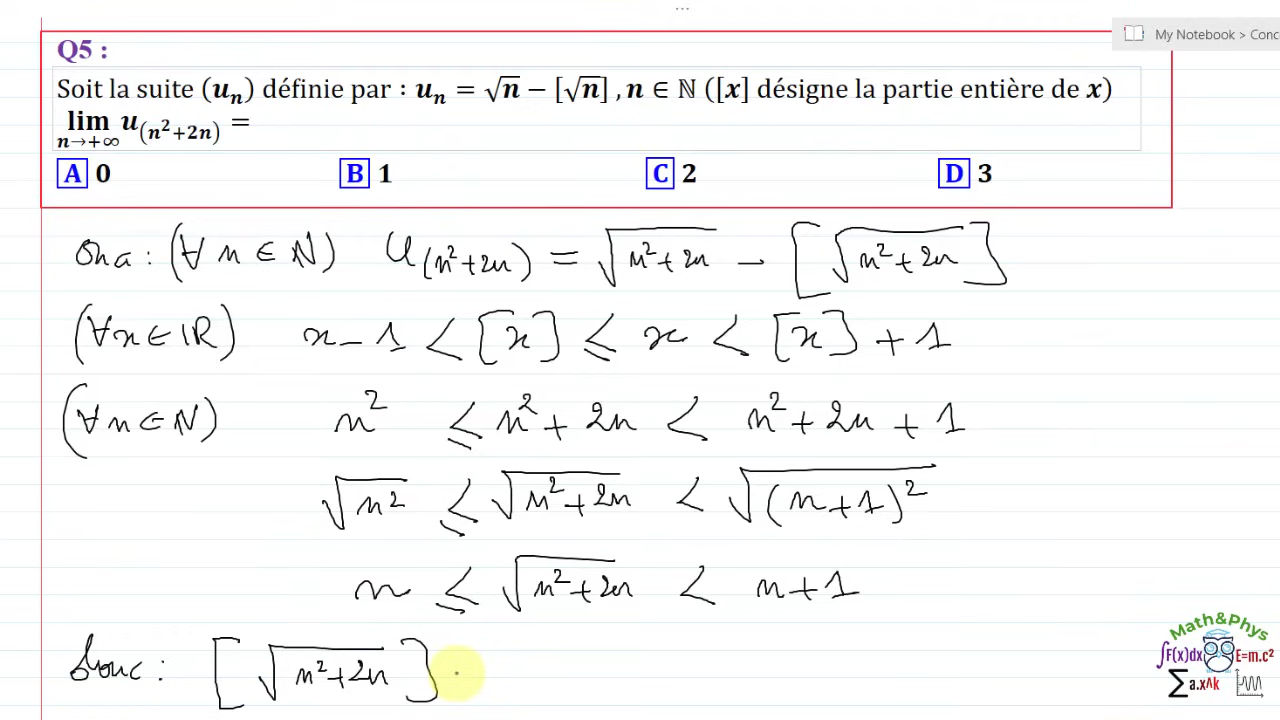 ...
My Notebook > Conc
Q5 :
Soit la suite (uₙ) définie par : uₙ = √n − [√n] , n ∈ ℕ ([x] désigne la partie entière de x)
lim n→+∞ u(n²+2n) =
A 0 B 1 C 2 D 3
On a : (∀ n ∈ ℕ) U(n²+2n) = √(n²+2n) − [√(n²+2n)]
(∀x ∈ ℝ) x − 1 < [x] ≤ x < [x] + 1
(∀n ∈ ℕ) n² ≤ n² + 2n < n² + 2n + 1
√n² ≤ √(n²+2n) < √(n+1)²
n ≤ √(n²+2n) < n+1
Donc : [√(n²+2n)]
Math&Phys
∫F(x)dx E=m.c²
∑a.x^k